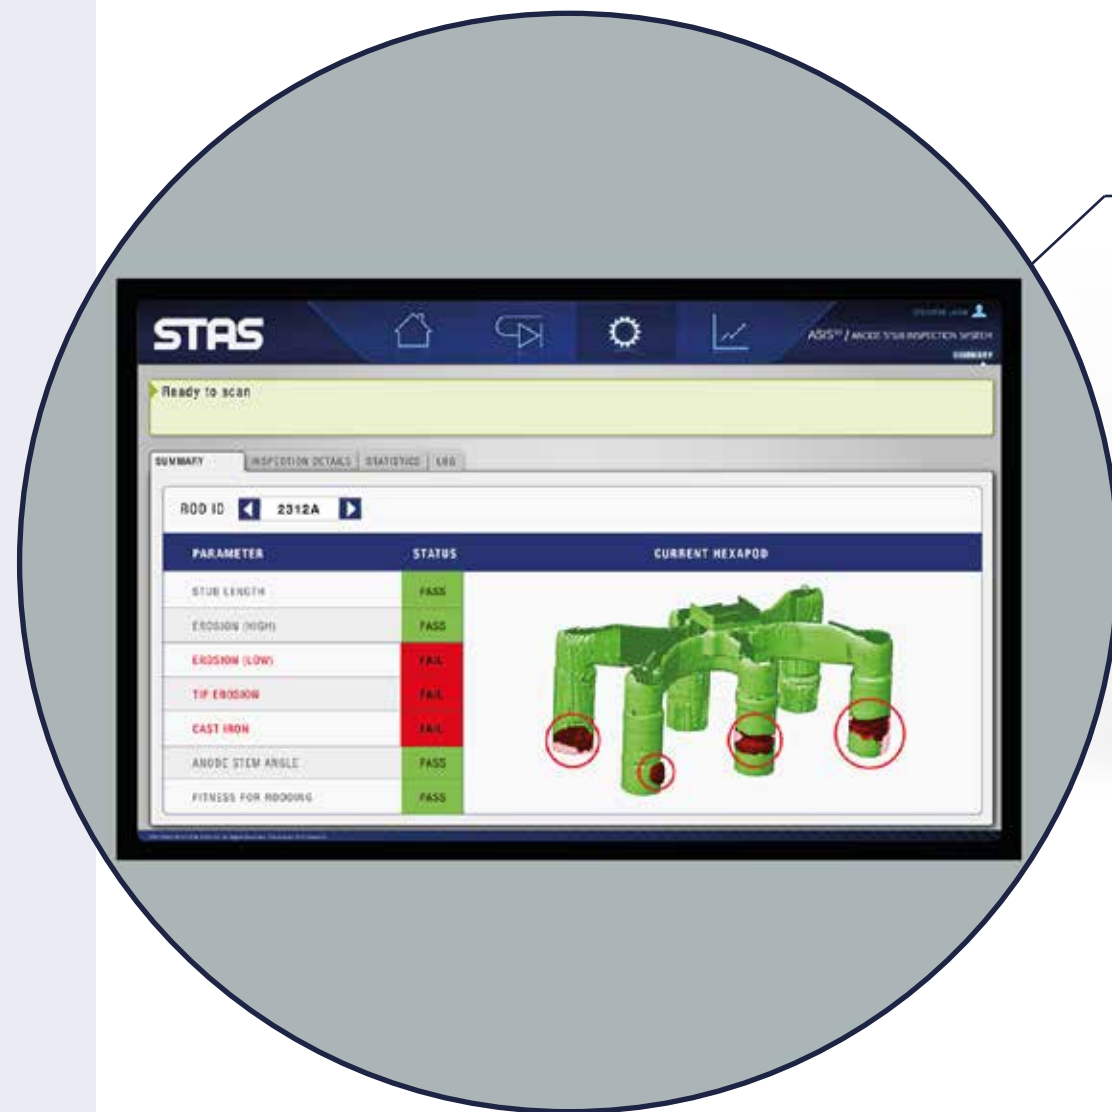 STAS
ASIS™ / ANODE STUB INSPECTION SYSTEM
SUMMARY
Ready to scan
SUMMARY INSPECTION DETAILS STATISTICS LOG
ROD ID 2312A
PARAMETER STATUS CURRENT HEXAPOD
STUB LENGTH PASS
EROSION (HIGH) PASS
EROSION (LOW) FAIL
TIP EROSION FAIL
CAST IRON FAIL
ANODE STEM ANGLE PASS
FITNESS FOR RODDING PASS